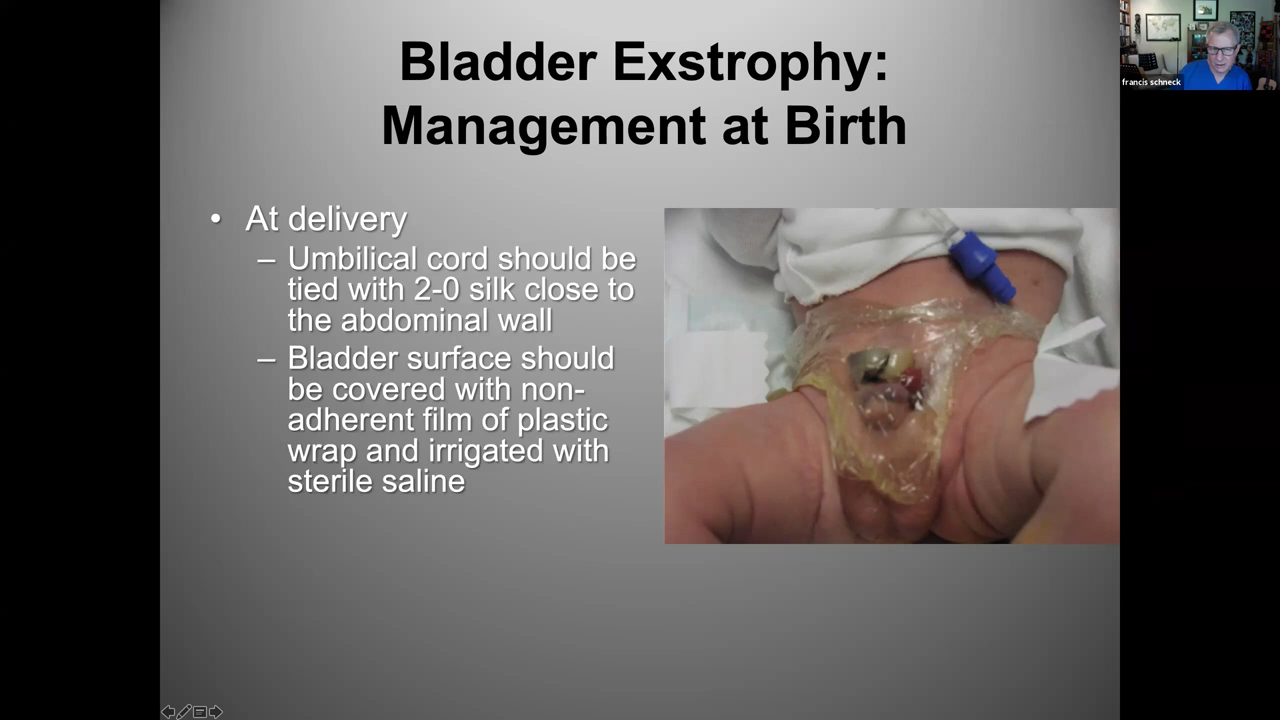 Bladder Exstrophy:
Management at Birth
francis schneck
• At delivery
– Umbilical cord should be
tied with 2-0 silk close to
the abdominal wall
– Bladder surface should
be covered with non-
adherent film of plastic
wrap and irrigated with
sterile saline